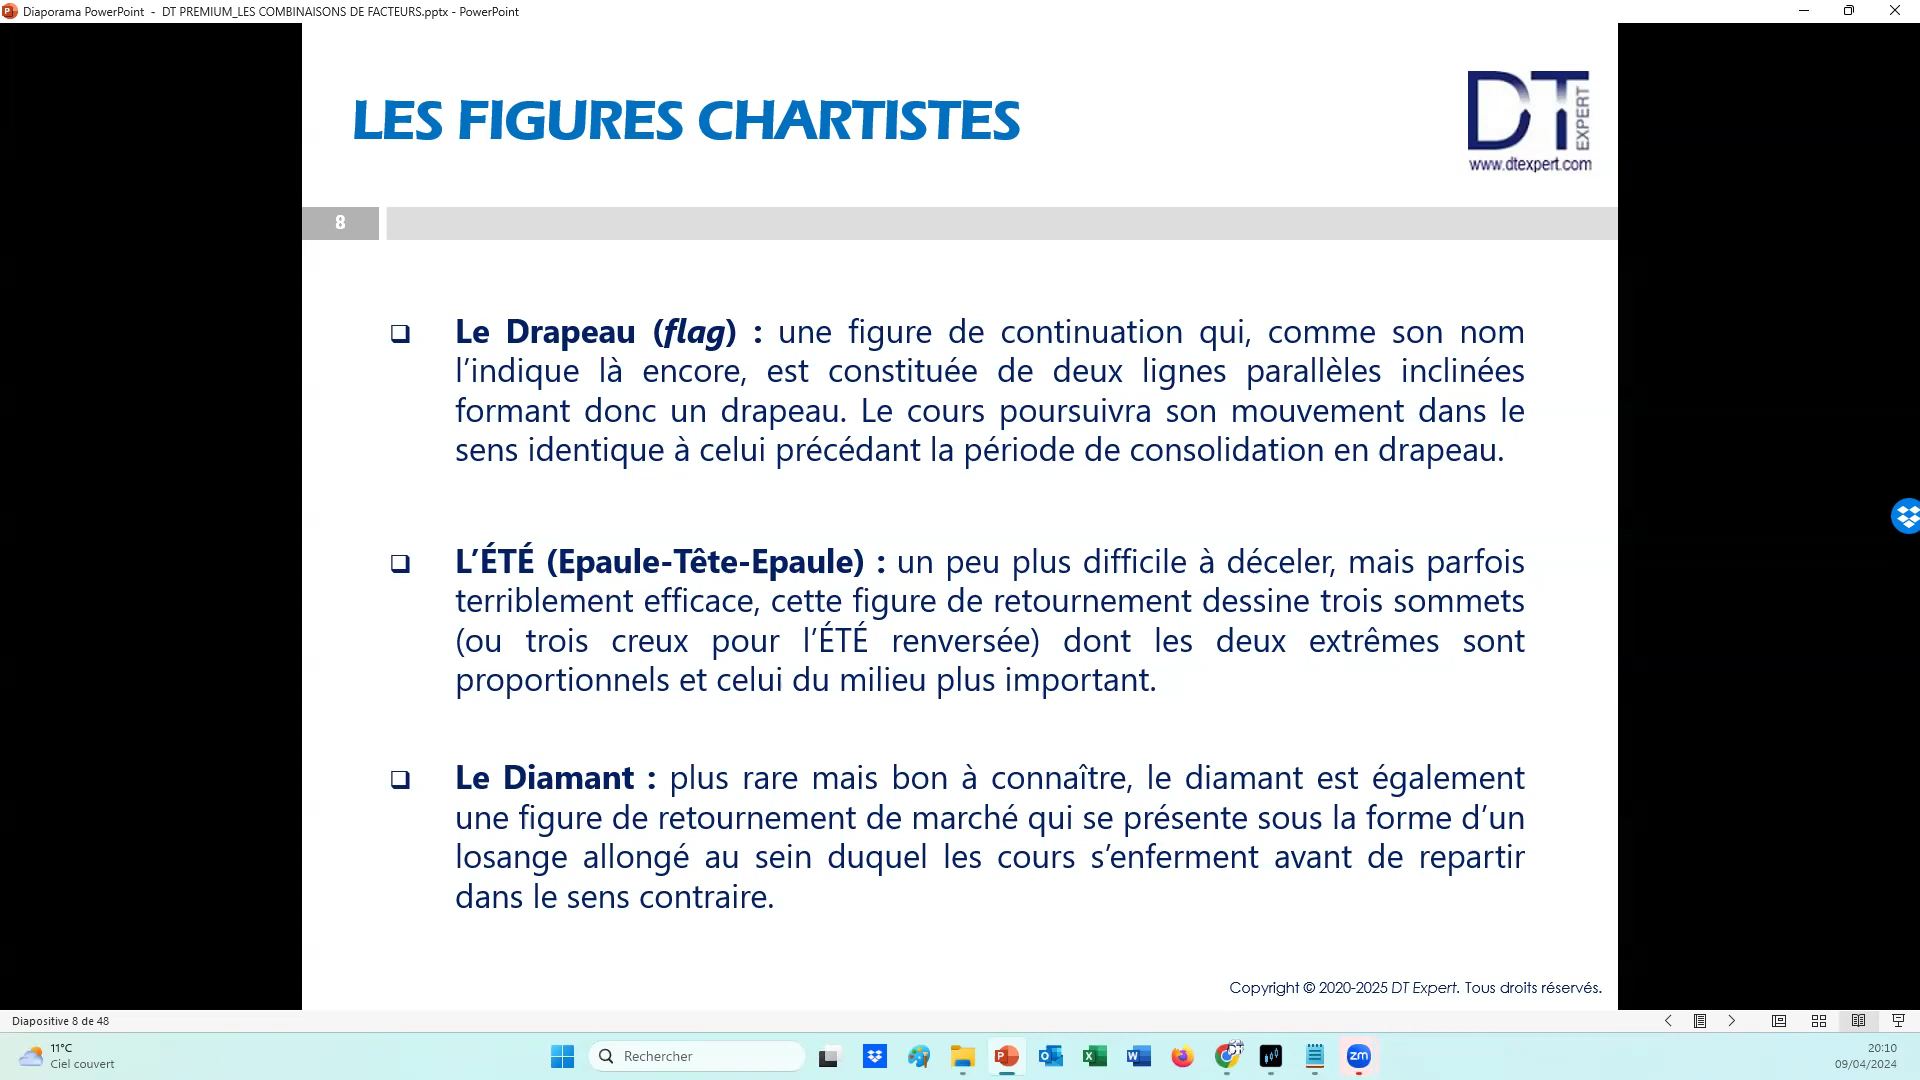 Diaporama PowerPoint - DT PREMIUM_LES COMBINAISONS DE FACTEURS.pptx - PowerPoint
LES FIGURES CHARTISTES
DT
EXPERT
www.dtexpert.com
8
Le Drapeau (flag) : une figure de continuation qui, comme son nom
l’indique là encore, est constituée de deux lignes parallèles inclinées
formant donc un drapeau. Le cours poursuivra son mouvement dans le
sens identique à celui précédant la période de consolidation en drapeau.
L’ÉTÉ (Epaule-Tête-Epaule) : un peu plus difficile à déceler, mais parfois
terriblement efficace, cette figure de retournement dessine trois sommets
(ou trois creux pour l’ÉTÉ renversée) dont les deux extrêmes sont
proportionnels et celui du milieu plus important.
Le Diamant : plus rare mais bon à connaître, le diamant est également
une figure de retournement de marché qui se présente sous la forme d’un
losange allongé au sein duquel les cours s’enferment avant de repartir
dans le sens contraire.
Copyright © 2020-2025 DT Expert. Tous droits réservés.
Diapositive 8 de 48
11°C
Ciel couvert
Rechercher
zm
20:10
09/04/2024